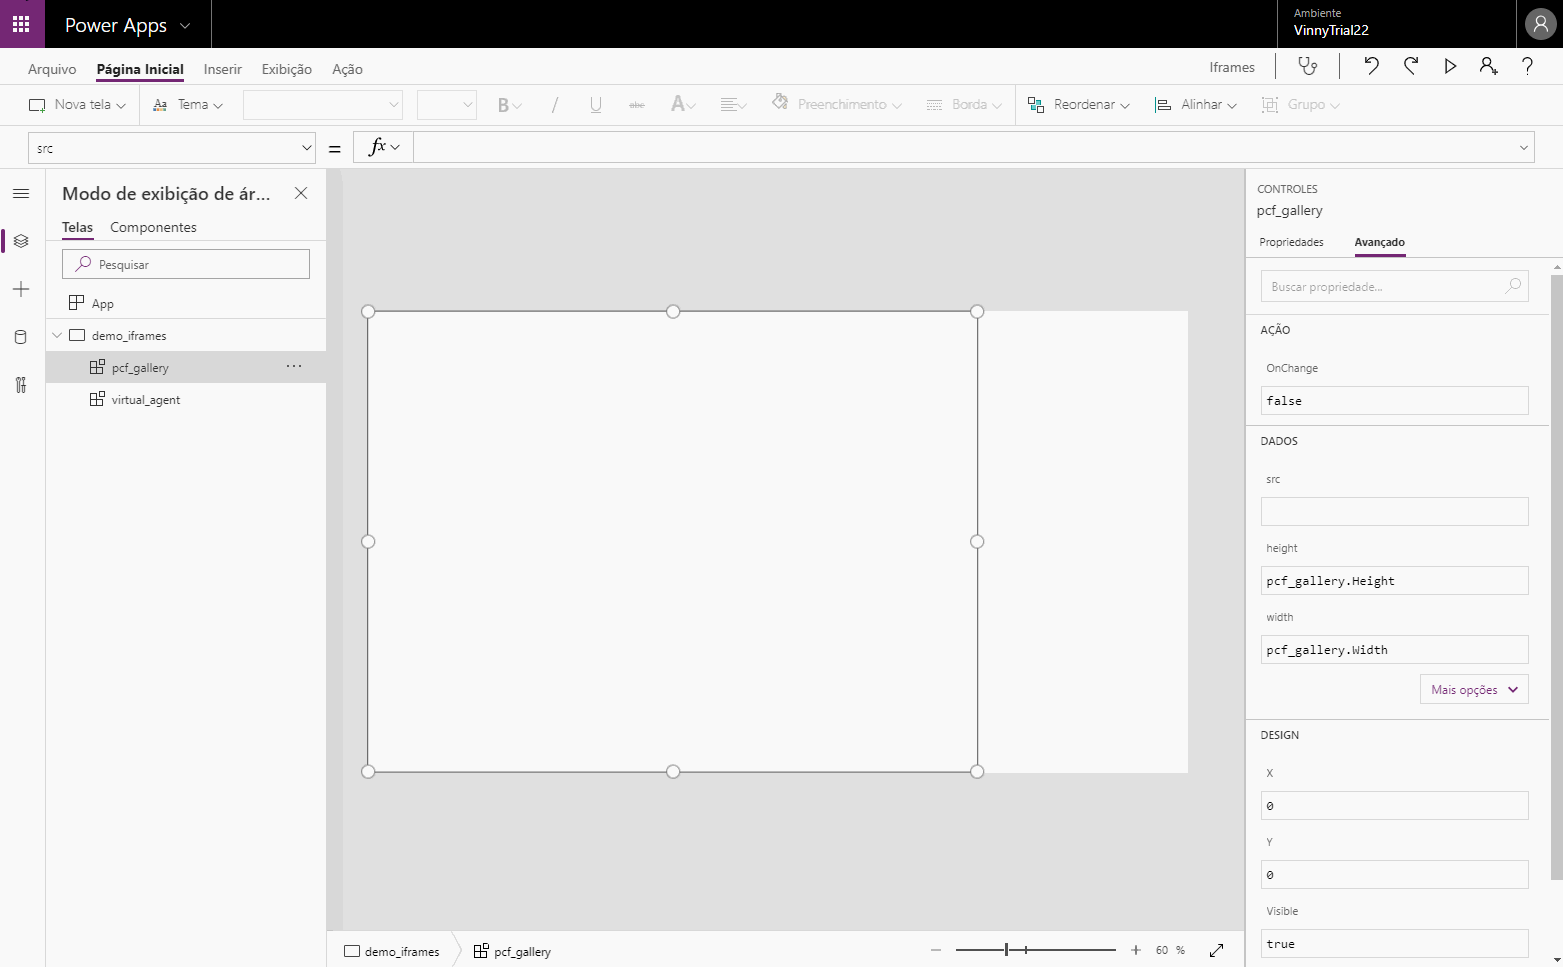 Power Apps
Ambiente
VinnyTrial22
Arquivo Página Inicial Inserir Exibição Ação
Iframes
?
Nova tela
Aa Tema
B / U abc A
Preenchimento
Borda
Reordenar
Alinhar
Grupo
src = fx
Modo de exibição de ár...
Telas Componentes
Pesquisar
App
demo_iframes
pcf_gallery ...
virtual_agent
CONTROLES
pcf_gallery
Propriedades Avançado
Buscar propriedade...
AÇÃO
OnChange
false
DADOS
src
height
pcf_gallery.Height
width
pcf_gallery.Width
Mais opções
DESIGN
X
0
Y
0
Visible
true
demo_iframes pcf_gallery
60 %